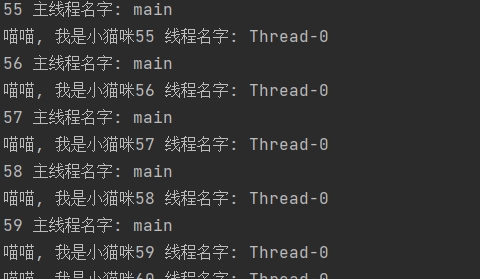 55 主线程名字: main
喵喵, 我是小猫咪55 线程名字: Thread-0
56 主线程名字: main
喵喵, 我是小猫咪56 线程名字: Thread-0
57 主线程名字: main
喵喵, 我是小猫咪57 线程名字: Thread-0
58 主线程名字: main
喵喵, 我是小猫咪58 线程名字: Thread-0
59 主线程名字: main
喵喵, 我是小猫咪59 线程名字: Thread-0
喵喵, 我是小猫咪60 线程名字: Thread-0